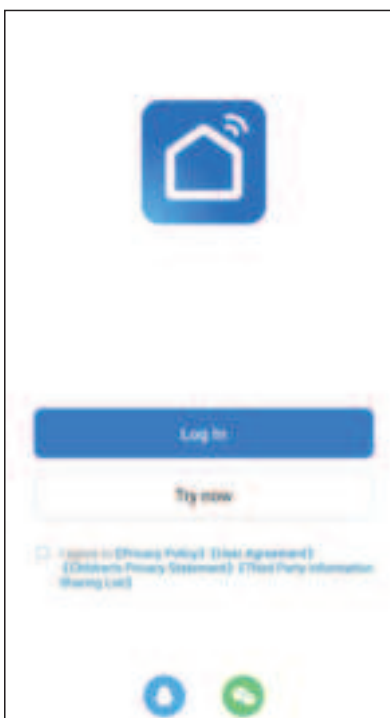 Log In
Try now
I agree to《Privacy Policy》《User Agreement》
《Children's Privacy Statement》《Third Party Information
Sharing List》